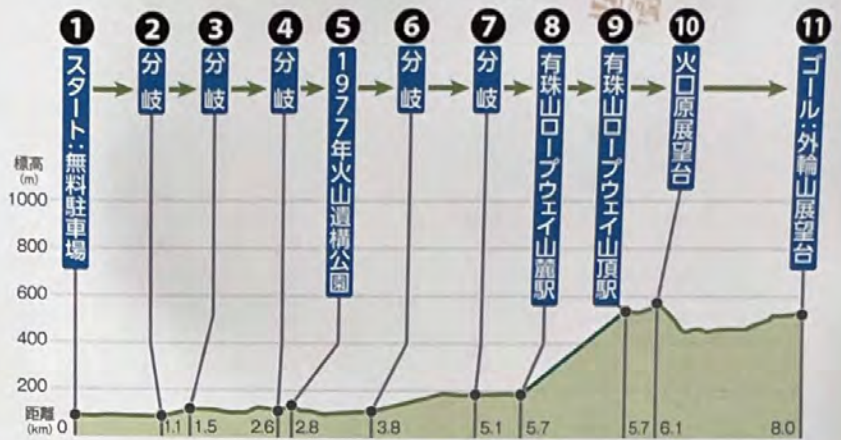 1 2 3 4 5 6 7 8 9 10 11
スタート:無料駐車場
分岐
分岐
分岐
1977年火山遺構公園
分岐
分岐
有珠山ロープウェイ山麓駅
有珠山ロープウェイ山頂駅
火口原展望台
ゴール:外輪山展望台
標高
(m)
1000
800
600
400
200
距離
(km) 0 1.1 1.5 2.6 2.8 3.8 5.1 5.7 5.7 6.1 8.0